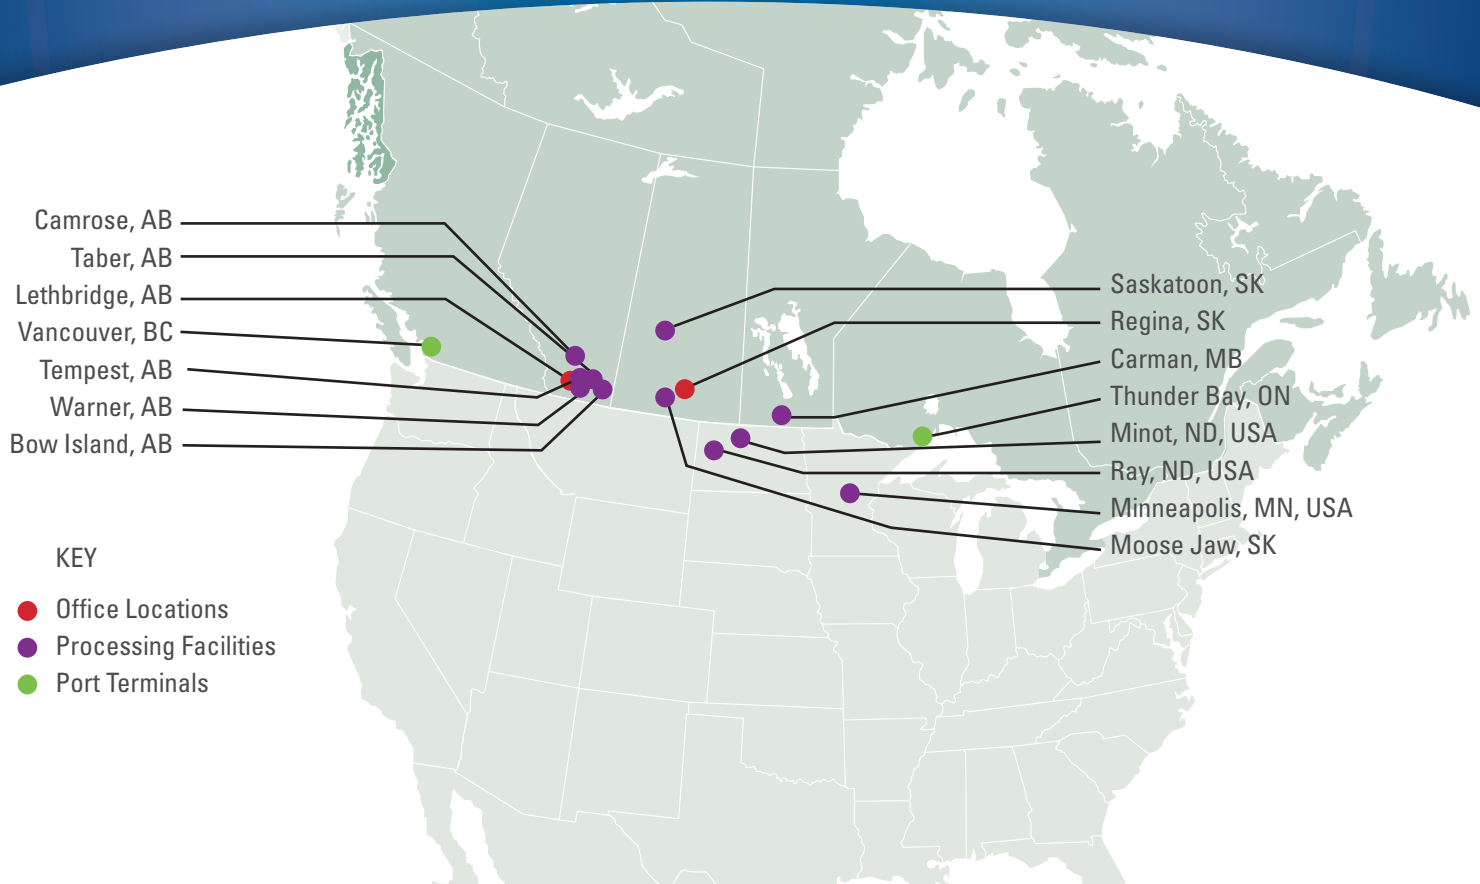 Camrose, AB
Taber, AB
Lethbridge, AB
Vancouver, BC
Tempest, AB
Warner, AB
Bow Island, AB
Saskatoon, SK
Regina, SK
Carman, MB
Thunder Bay, ON
Minot, ND, USA
Ray, ND, USA
Minneapolis, MN, USA
Moose Jaw, SK
KEY
Office Locations
Processing Facilities
Port Terminals